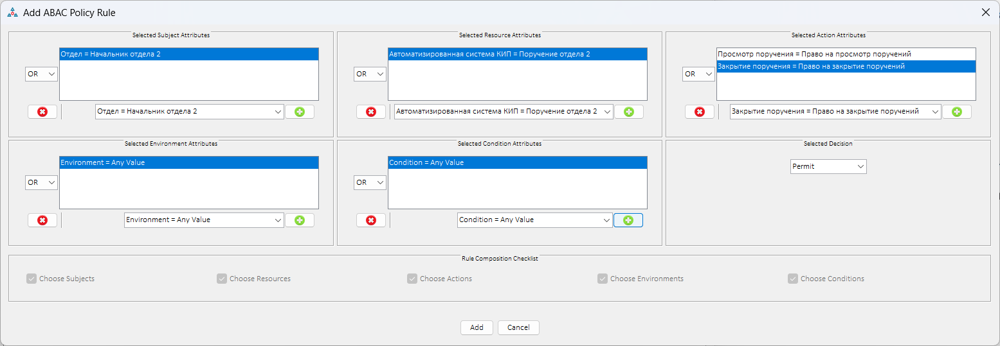 Add ABAC Policy Rule
Selected Subject Attributes
OR
Отдел = Начальник отдела 2
Отдел = Начальник отдела 2
Selected Resource Attributes
OR
Автоматизированная система КИП = Поручение отдела 2
Автоматизированная система КИП = Поручение отдела 2
Selected Action Attributes
OR
Просмотр поручения = Право на просмотр поручений
Закрытие поручения = Право на закрытие поручений
Закрытие поручения = Право на закрытие поручений
Selected Environment Attributes
OR
Environment = Any Value
Environment = Any Value
Selected Condition Attributes
OR
Condition = Any Value
Condition = Any Value
Selected Decision
Permit
Rule Composition Checklist
Choose Subjects
Choose Resources
Choose Actions
Choose Environments
Choose Conditions
Add
Cancel